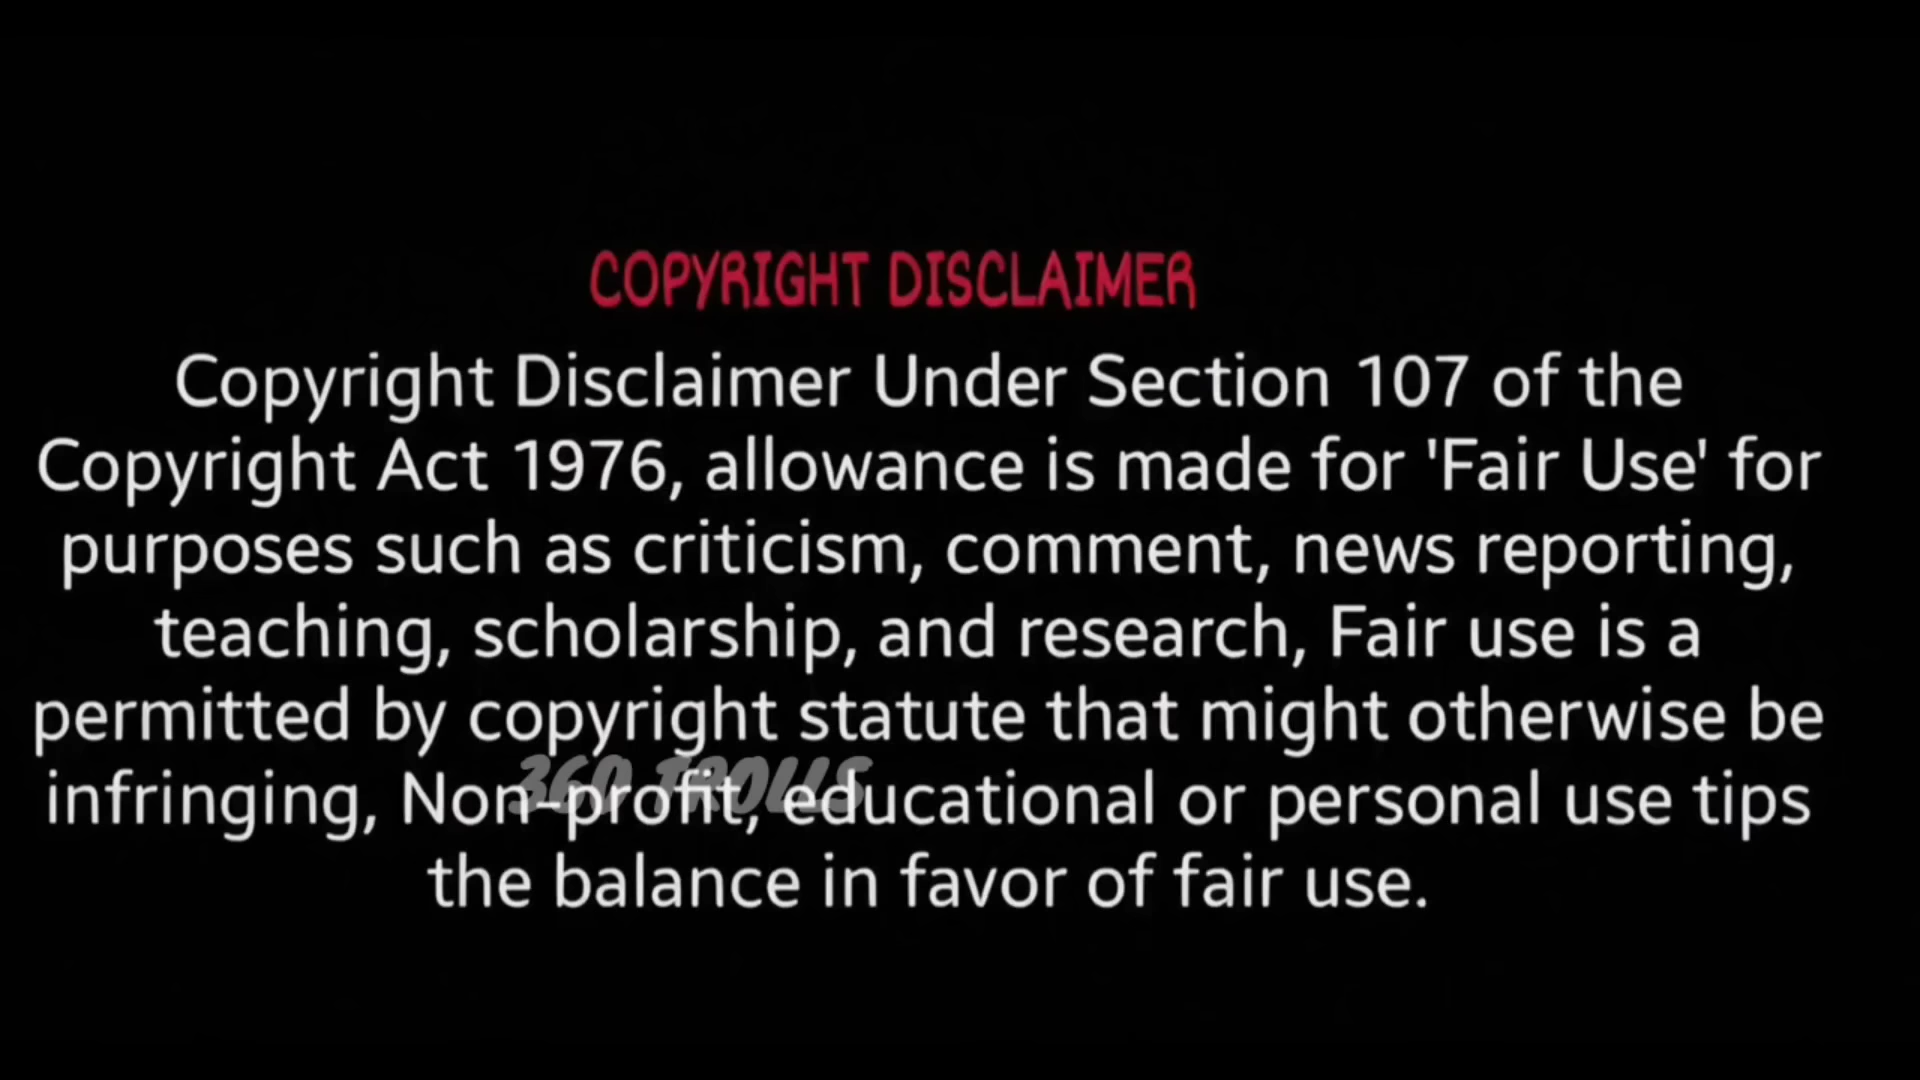 COPYRIGHT DISCLAIMER
Copyright Disclaimer Under Section 107 of the
Copyright Act 1976, allowance is made for 'Fair Use' for
purposes such as criticism, comment, news reporting,
teaching, scholarship, and research, Fair use is a
permitted by copyright statute that might otherwise be
360 TROLLS
infringing, Non-profit, educational or personal use tips
the balance in favor of fair use.